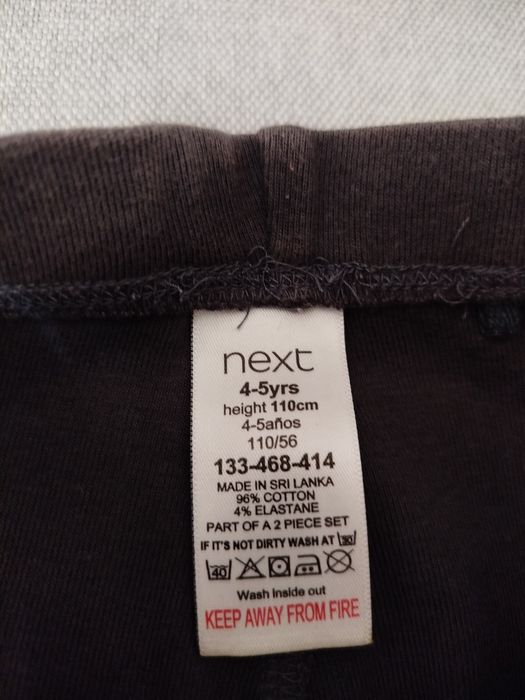 next
4-5yrs
height 110cm
4-5años
110/56
133-468-414
MADE IN SRI LANKA
96% COTTON
4% ELASTANE
PART OF A 2 PIECE SET
IF IT'S NOT DIRTY WASH AT 30
40
Wash inside out
KEEP AWAY FROM FIRE